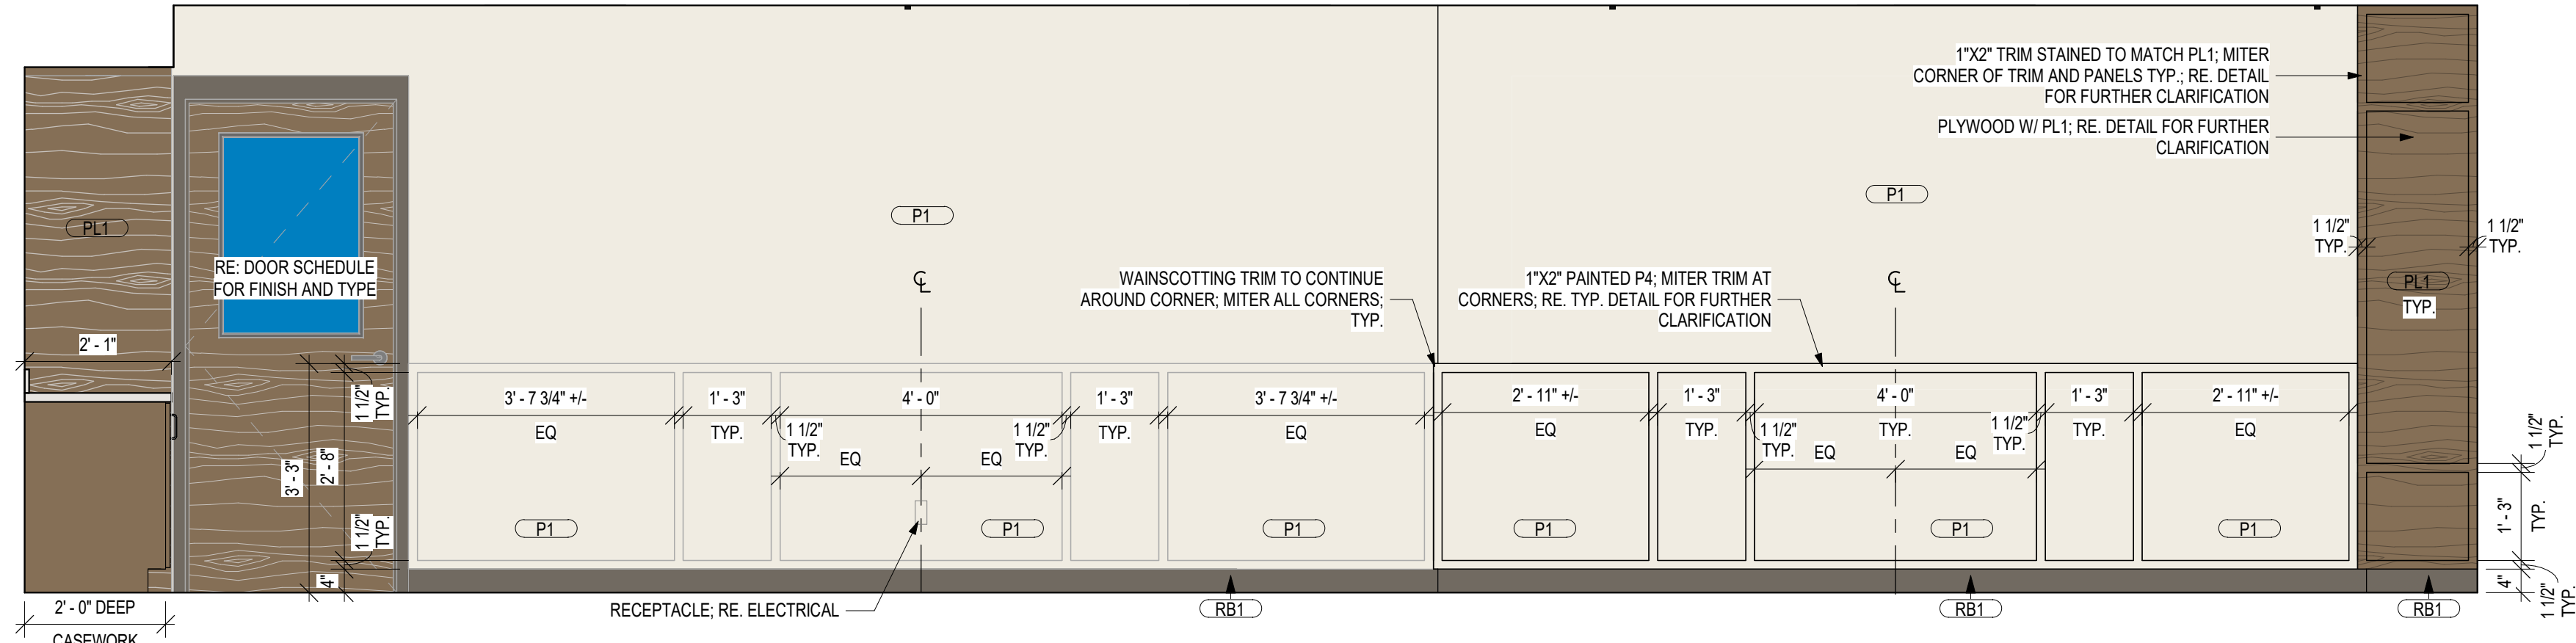 1"X2" TRIM STAINED TO MATCH PL1; MITER
CORNER OF TRIM AND PANELS TYP.; RE. DETAIL
FOR FURTHER CLARIFICATION
PLYWOOD W/ PL1; RE. DETAIL FOR FURTHER
CLARIFICATION
P1
P1
PL1
1 1/2"
TYP.
1 1/2"
TYP.
RE: DOOR SCHEDULE
FOR FINISH AND TYPE
℄
WAINSCOTTING TRIM TO CONTINUE
AROUND CORNER; MITER ALL CORNERS;
TYP.
1"X2" PAINTED P4; MITER TRIM AT
CORNERS; RE. TYP. DETAIL FOR FURTHER
CLARIFICATION
℄
PL1
TYP.
2' - 1"
3' - 3"
2' - 8"
1 1/2"
TYP.
1 1/2"
TYP.
4"
3' - 7 3/4" +/-
EQ
1' - 3"
TYP.
4' - 0"
1 1/2"
TYP.
1 1/2"
TYP.
EQ
EQ
1' - 3"
TYP.
3' - 7 3/4" +/-
EQ
2' - 11" +/-
EQ
1' - 3"
TYP.
4' - 0"
TYP.
1 1/2"
TYP.
1 1/2"
TYP.
EQ
EQ
1' - 3"
TYP.
2' - 11" +/-
EQ
1 1/2"
TYP.
1' - 3"
TYP.
4"
1 1/2"
TYP.
P1
P1
P1
P1
P1
P1
2' - 0" DEEP
CASEWORK
RECEPTACLE; RE. ELECTRICAL
RB1
RB1
RB1